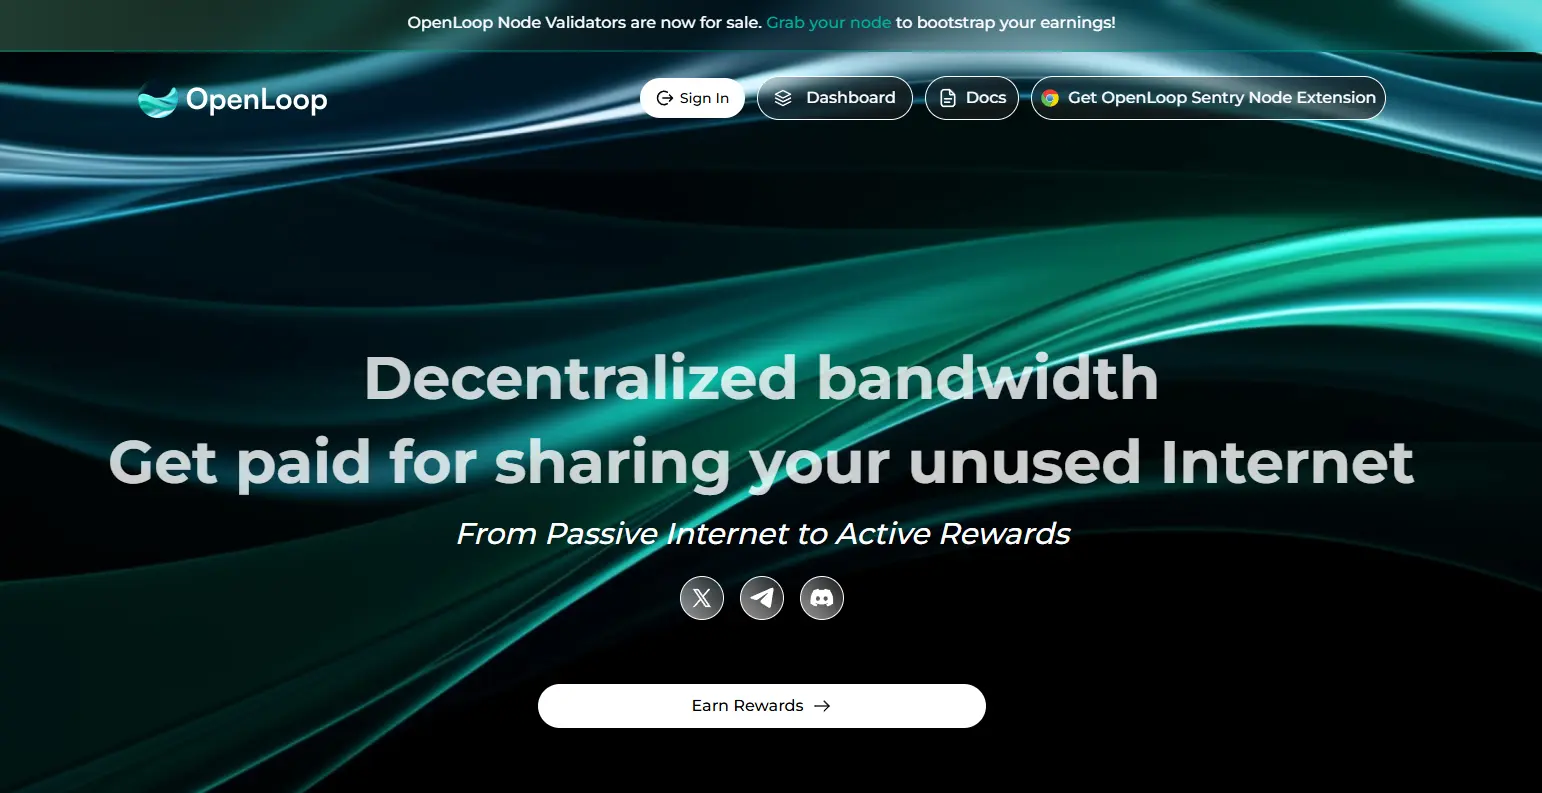 OpenLoop Node Validators are now for sale. Grab your node to bootstrap your earnings!
OpenLoop
Sign In
Dashboard
Docs
Get OpenLoop Sentry Node Extension
Decentralized bandwidth
Get paid for sharing your unused Internet
From Passive Internet to Active Rewards
Earn Rewards →